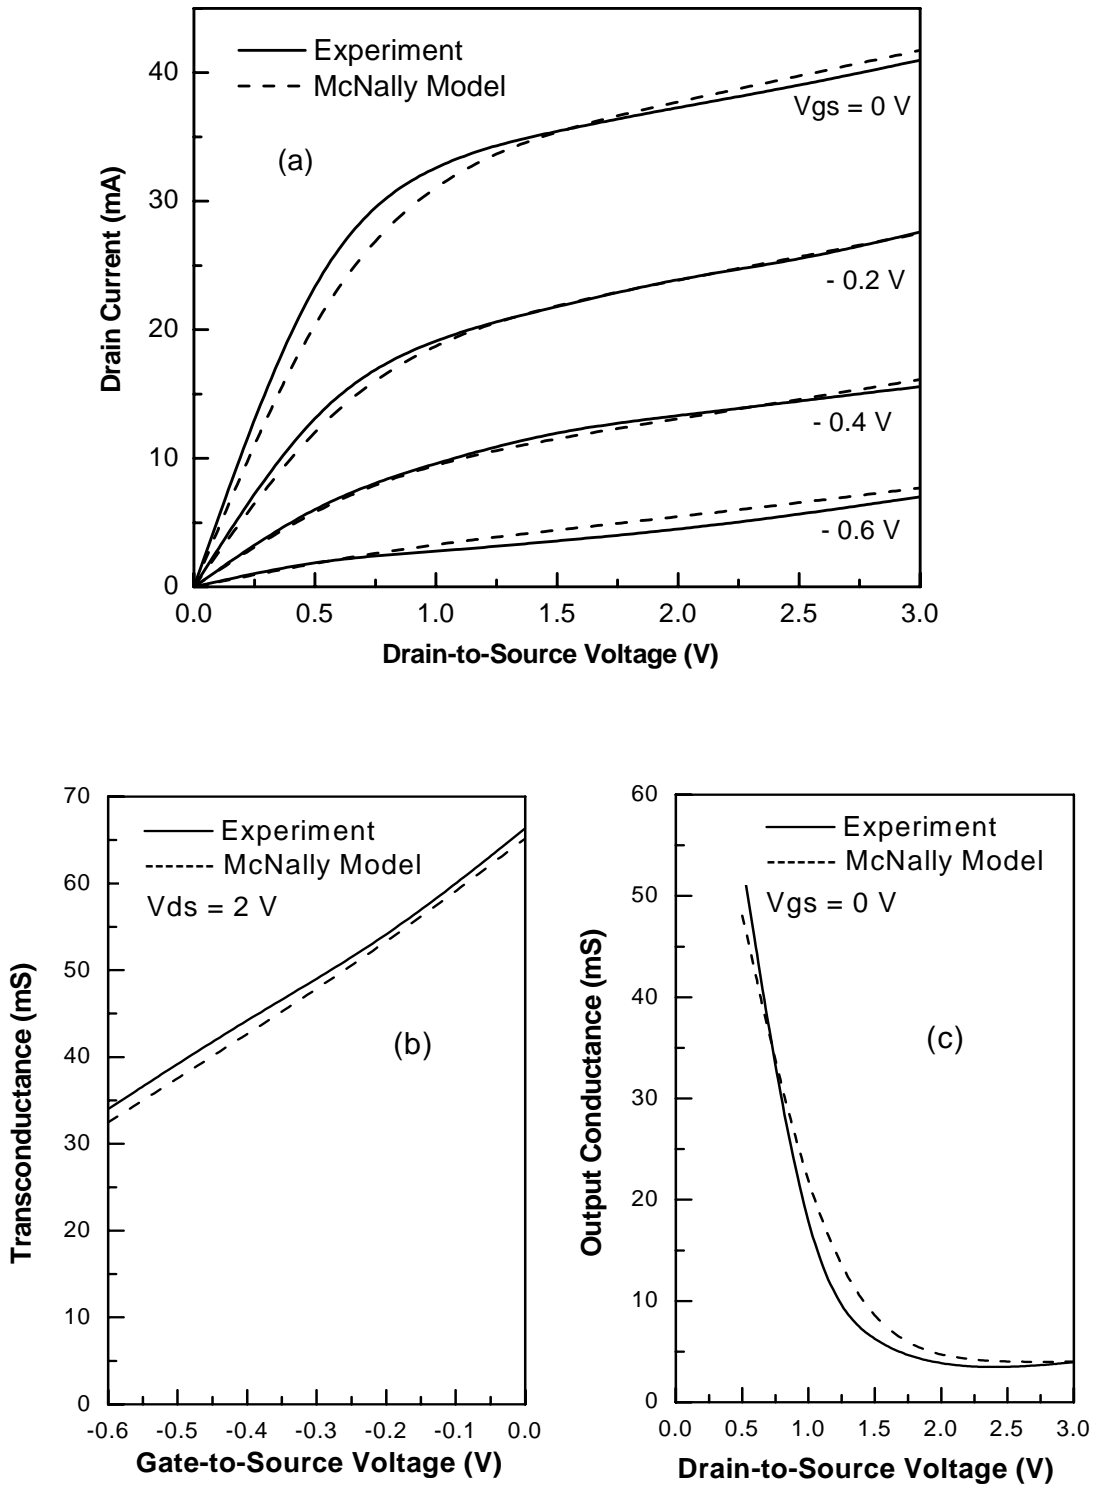 Experiment
McNally Model
(a)
Vgs = 0 V
- 0.2 V
- 0.4 V
- 0.6 V
40
30
20
10
0
Drain Current (mA)
0.0 0.5 1.0 1.5 2.0 2.5 3.0
Drain-to-Source Voltage (V)
Experiment
McNally Model
Vds = 2 V
(b)
70
60
50
40
30
20
10
0
Transconductance (mS)
-0.6 -0.5 -0.4 -0.3 -0.2 -0.1 0.0
Gate-to-Source Voltage (V)
Experiment
McNally Model
Vgs = 0 V
(c)
60
50
40
30
20
10
0
Output Conductance (mS)
0.0 0.5 1.0 1.5 2.0 2.5 3.0
Drain-to-Source Voltage (V)